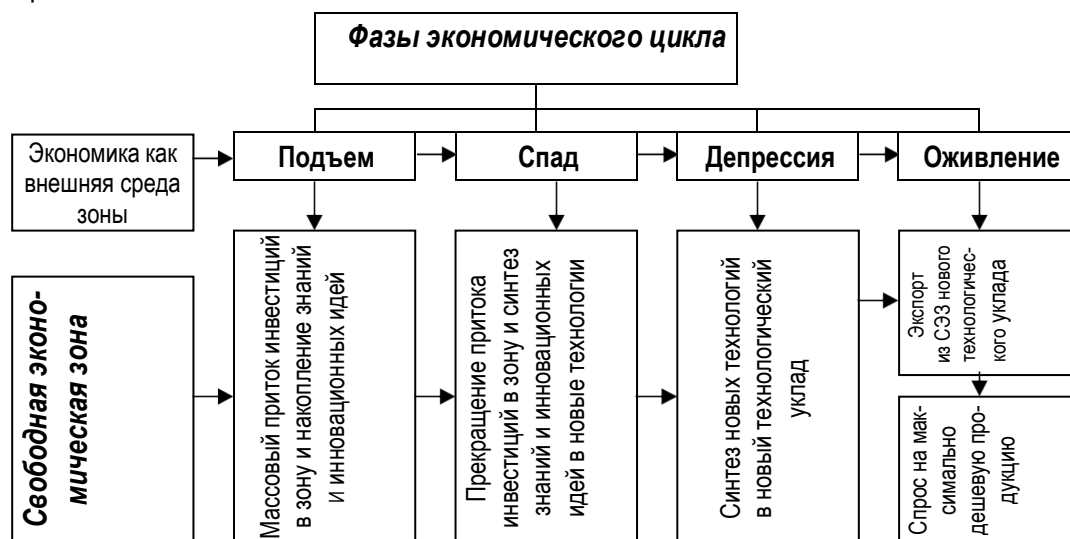 Фазы экономического цикла
Экономика как
внешняя среда
зоны
Подъем
Спад
Депрессия
Оживление
Свободная эконо-
мическая зона
Массовый приток инвестиций
в зону и накопление знаний
и инновационных идей
Прекращение притока
инвестиций в зону и синтез
знаний и инновационных
идей в новые технологии
Синтез новых технологий
в новый технологический
уклад
Экспорт
из СЭЗ нового
технологичес-
кого уклада
Спрос на мак-
симально
дешевую про-
дукцию